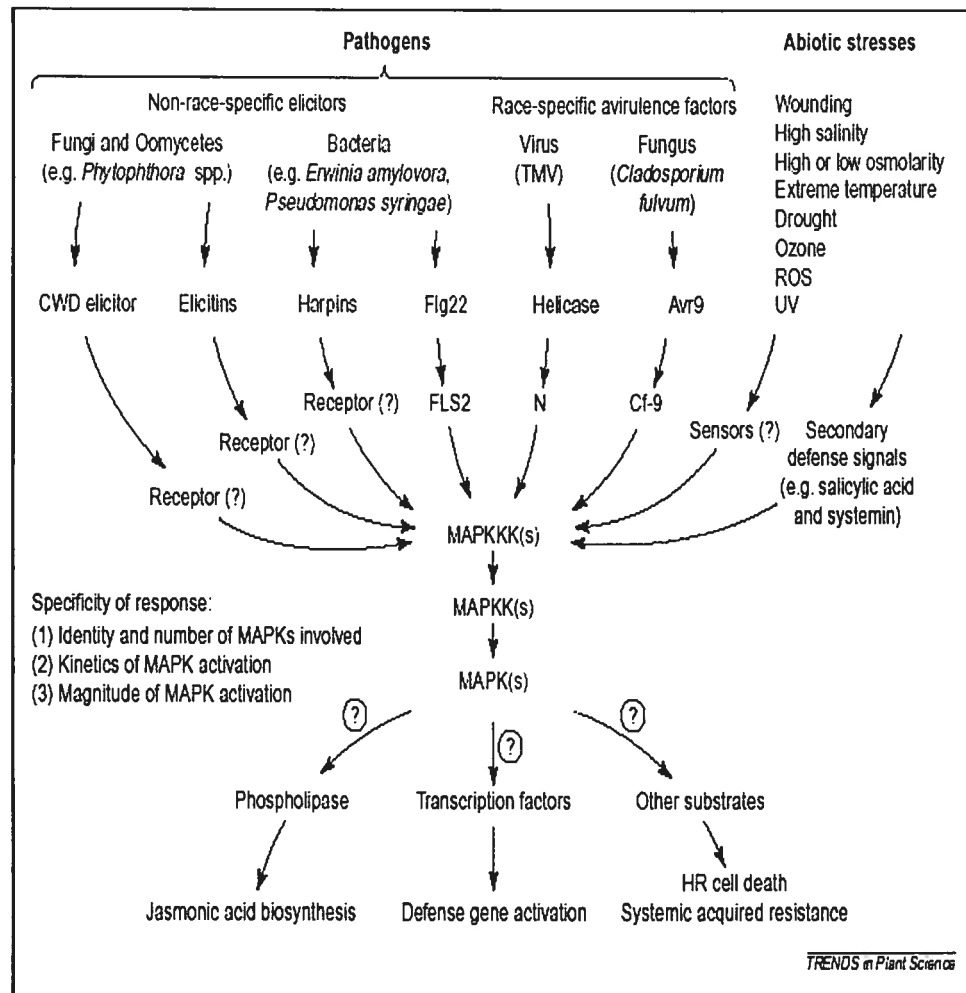 Pathogens
Abiotic stresses
Non-race-specific elicitors
Race-specific avirulence factors
Fungi and Oomycetes
(e.g. Phytophthora spp.)
Bacteria
(e.g. Erwinia amylovora,
Pseudomonas syringae)
Virus
(TMV)
Fungus
(Cladosporium
fulvum)
Wounding
High salinity
High or low osmolarity
Extreme temperature
Drought
Ozone
ROS
UV
CWD elicitor
Elicitins
Harpins
Flg22
Helicase
Avr9
Receptor (?)
FLS2
N
Cf-9
Receptor (?)
Sensors (?)
Secondary
defense signals
(e.g. salicylic acid
and systemin)
Receptor (?)
MAPKKK(s)
MAPKK(s)
MAPK(s)
Specificity of response:
(1) Identity and number of MAPKs involved
(2) Kinetics of MAPK activation
(3) Magnitude of MAPK activation
?
?
?
Phospholipase
Transcription factors
Other substrates
Jasmonic acid biosynthesis
Defense gene activation
HR cell death
Systemic acquired resistance
TRENDS in Plant Science